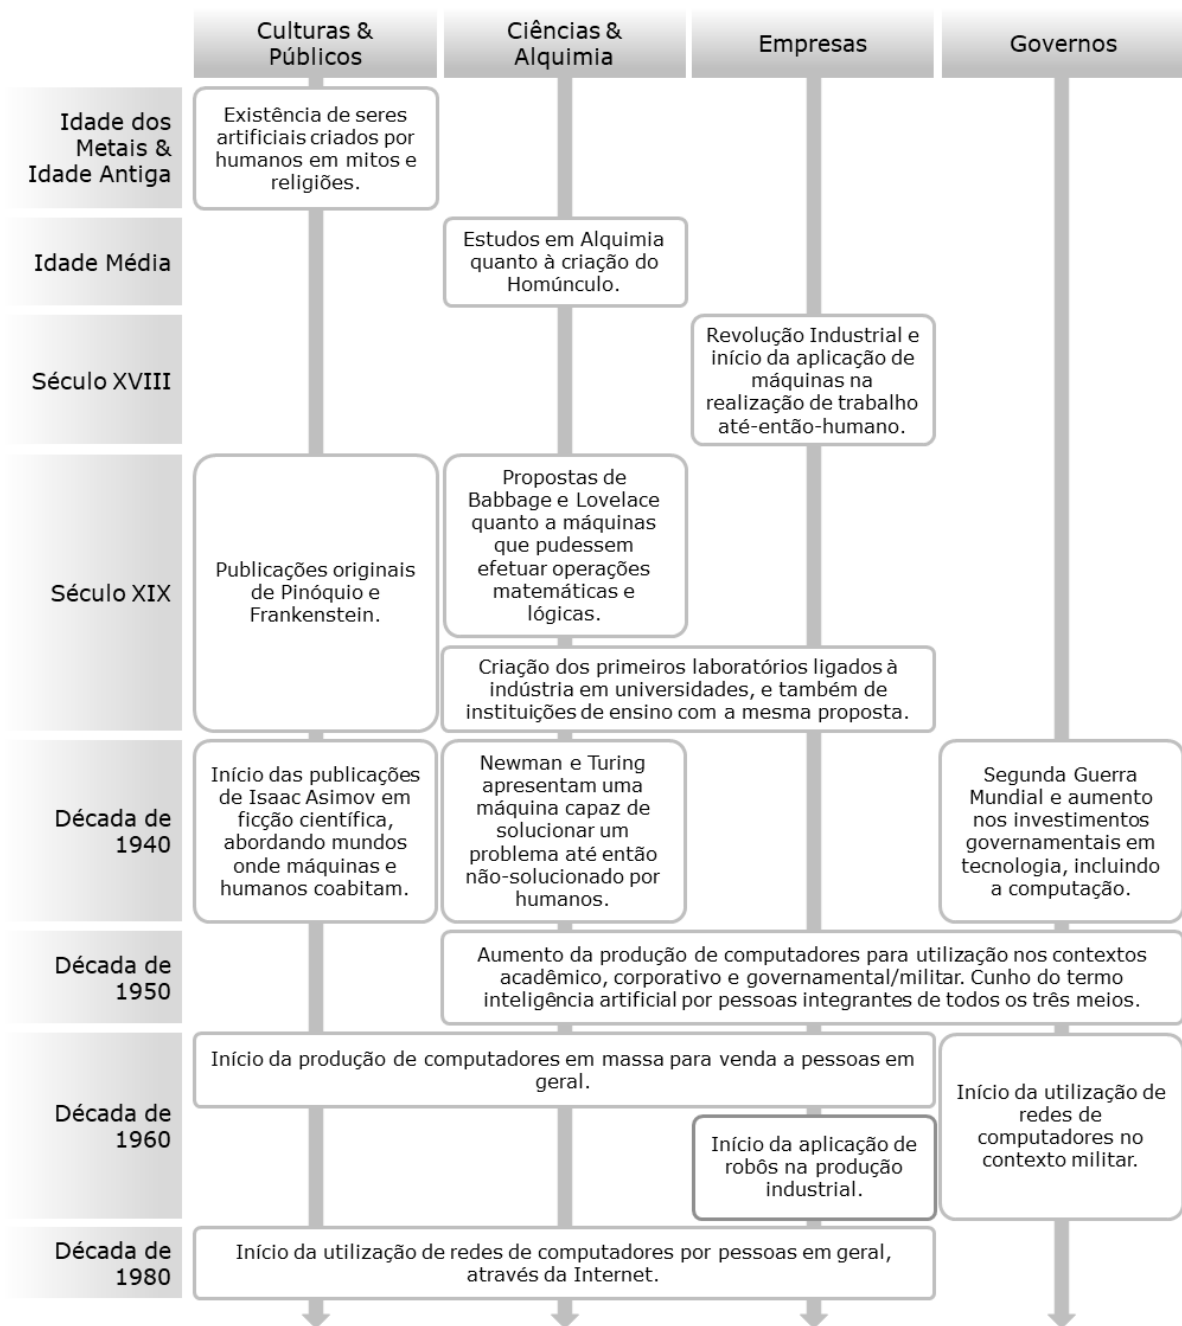 Culturas &
Públicos
Ciências &
Alquimia
Empresas
Governos
Idade dos
Metais &
Idade Antiga
Existência de seres
artificiais criados por
humanos em mitos e
religiões.
Idade Média
Estudos em Alquimia
quanto à criação do
Homúnculo.
Século XVIII
Revolução Industrial e
início da aplicação de
máquinas na
realização de trabalho
até-então-humano.
Século XIX
Publicações originais
de Pinóquio e
Frankenstein.
Propostas de
Babbage e Lovelace
quanto a máquinas
que pudessem
efetuar operações
matemáticas e
lógicas.
Criação dos primeiros laboratórios ligados à
indústria em universidades, e também de
instituições de ensino com a mesma proposta.
Década de
1940
Início das publicações
de Isaac Asimov em
ficção científica,
abordando mundos
onde máquinas e
humanos coabitam.
Newman e Turing
apresentam uma
máquina capaz de
solucionar um
problema até então
não-solucionado por
humanos.
Segunda Guerra
Mundial e aumento
nos investimentos
governamentais em
tecnologia, incluindo
a computação.
Década de
1950
Aumento da produção de computadores para utilização nos contextos
acadêmico, corporativo e governamental/militar. Cunho do termo
inteligência artificial por pessoas integrantes de todos os três meios.
Década de
1960
Início da produção de computadores em massa para venda a pessoas em
geral.
Início da aplicação de
robôs na produção
industrial.
Início da utilização de
redes de
computadores no
contexto militar.
Década de
1980
Início da utilização de redes de computadores por pessoas em geral,
através da Internet.